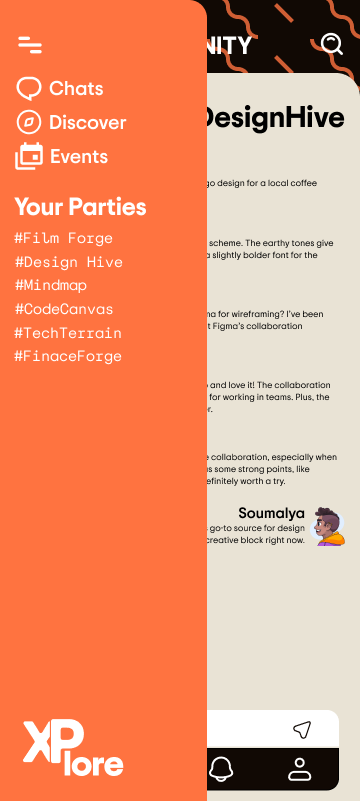 NITY
Chats
Discover
Events
Your Parties
#Film Forge
#Design Hive
#Mindmap
#CodeCanvas
#TechTerrain
#FinaceForge
DesignHive
go design for a local coffee
scheme. The earthy tones give
a slightly bolder font for the
for wireframing? I've been
Figma's collaboration
and love it! The collaboration
for working in teams. Plus, the
collaboration, especially when
some strong points, like
definitely worth a try.
Soumalya
go-to source for design
creative block right now.
XPlore